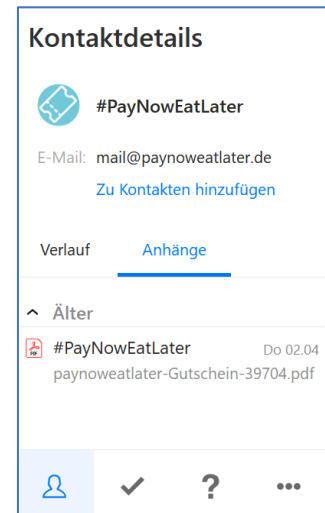 Kontaktdetails
#PayNowEatLater
E-Mail: mail@paynoweatlater.de
Zu Kontakten hinzufügen
Verlauf Anhänge
Älter
PDF #PayNowEatLater Do 02.04
paynoweatlater-Gutschein-39704.pdf
?